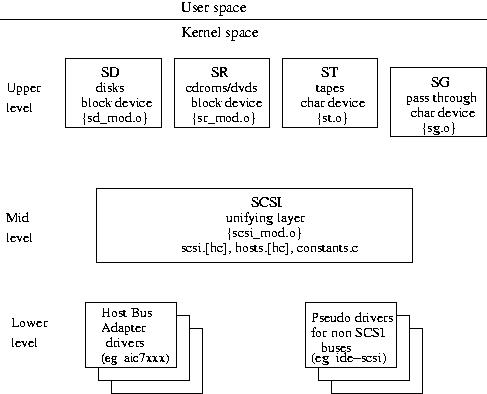 User space
Kernel space
Upper
level
SD
disks
block device
{sd_mod.o}
SR
cdroms/dvds
block device
{sr_mod.o}
ST
tapes
char device
{st.o}
SG
pass through
char device
{sg.o}
Mid
level
SCSI
unifying layer
{scsi_mod.o}
scsi.[hc], hosts.[hc], constants.c
Lower
level
Host Bus
Adapter
drivers
(eg aic7xxx)
Pseudo drivers
for non SCSI
buses
(eg ide-scsi)